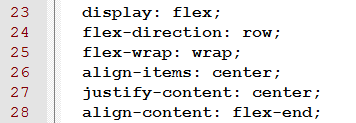 23 display: flex;
24 flex-direction: row;
25 flex-wrap: wrap;
26 align-items: center;
27 justify-content: center;
28 align-content: flex-end;